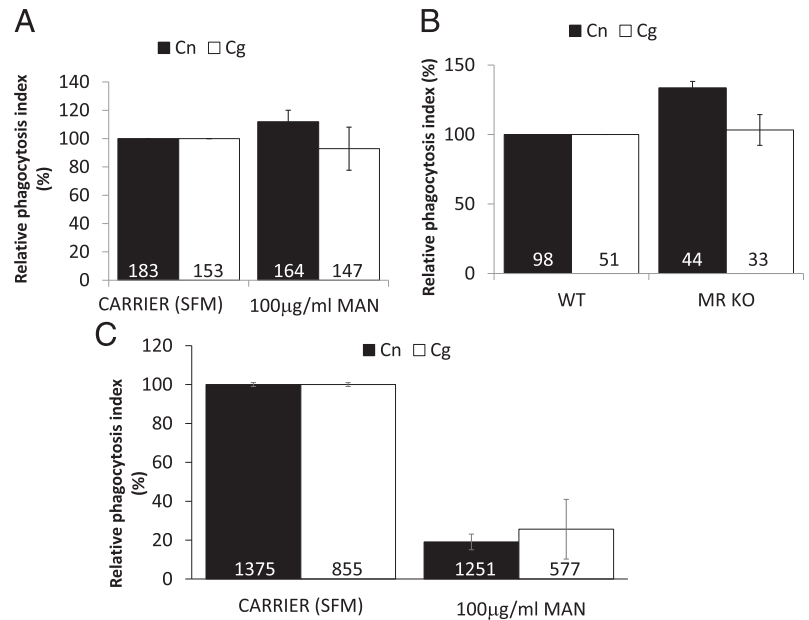 A
Cn Cg
Relative phagocytosis index
(%)
140
120
100
80
60
40
20
0
183 153 164 147
CARRIER (SFM) 100µg/ml MAN
B
Cn Cg
Relative phagocytosis index (%)
150
100
50
0
98 51 44 33
WT MR KO
C
Cn Cg
Relative phagocytosis index
(%)
120
100
80
60
40
20
0
1375 855 1251 577
CARRIER (SFM) 100µg/ml MAN